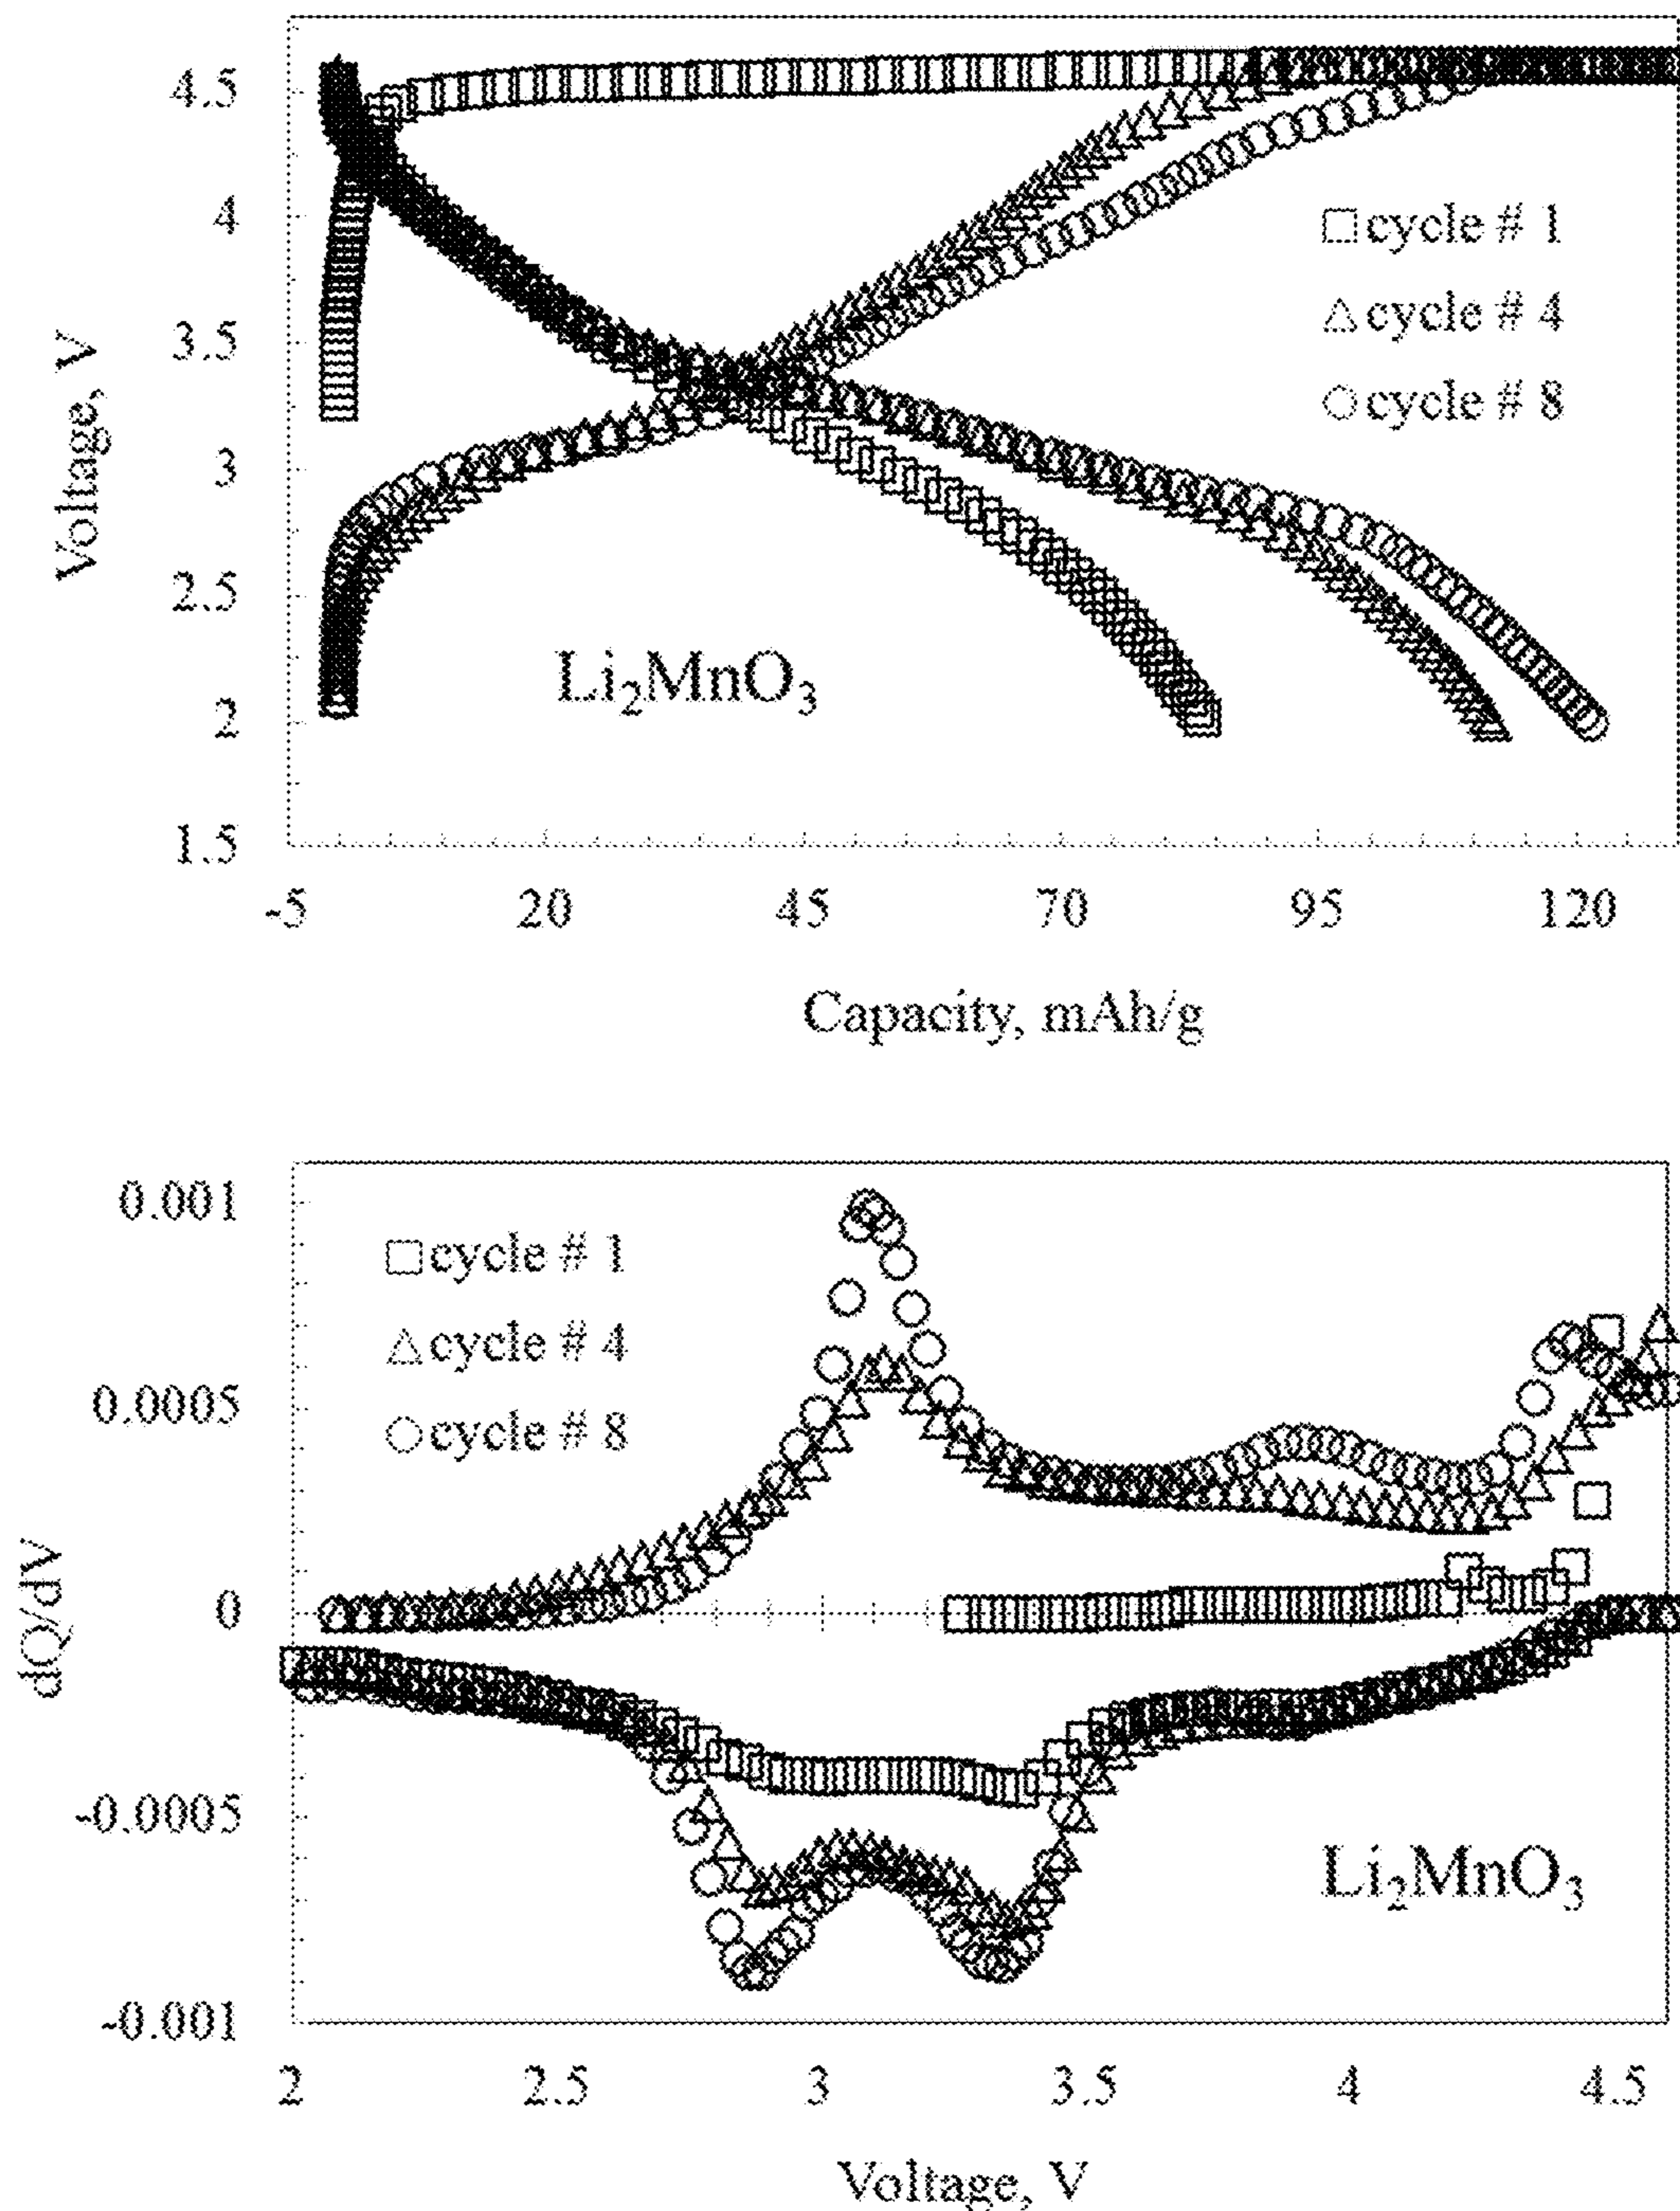 4.5
4
3.5
3
2.5
2
1.5
Voltage, V
□ cycle # 1
△ cycle # 4
○ cycle # 8
Li₂MnO₃
-5 20 45 70 95 120
Capacity, mAh/g
0.001
0.0005
0
-0.0005
-0.001
dQ/dV
□ cycle # 1
△ cycle # 4
○ cycle # 8
Li₂MnO₃
2 2.5 3 3.5 4 4.5
Voltage, V